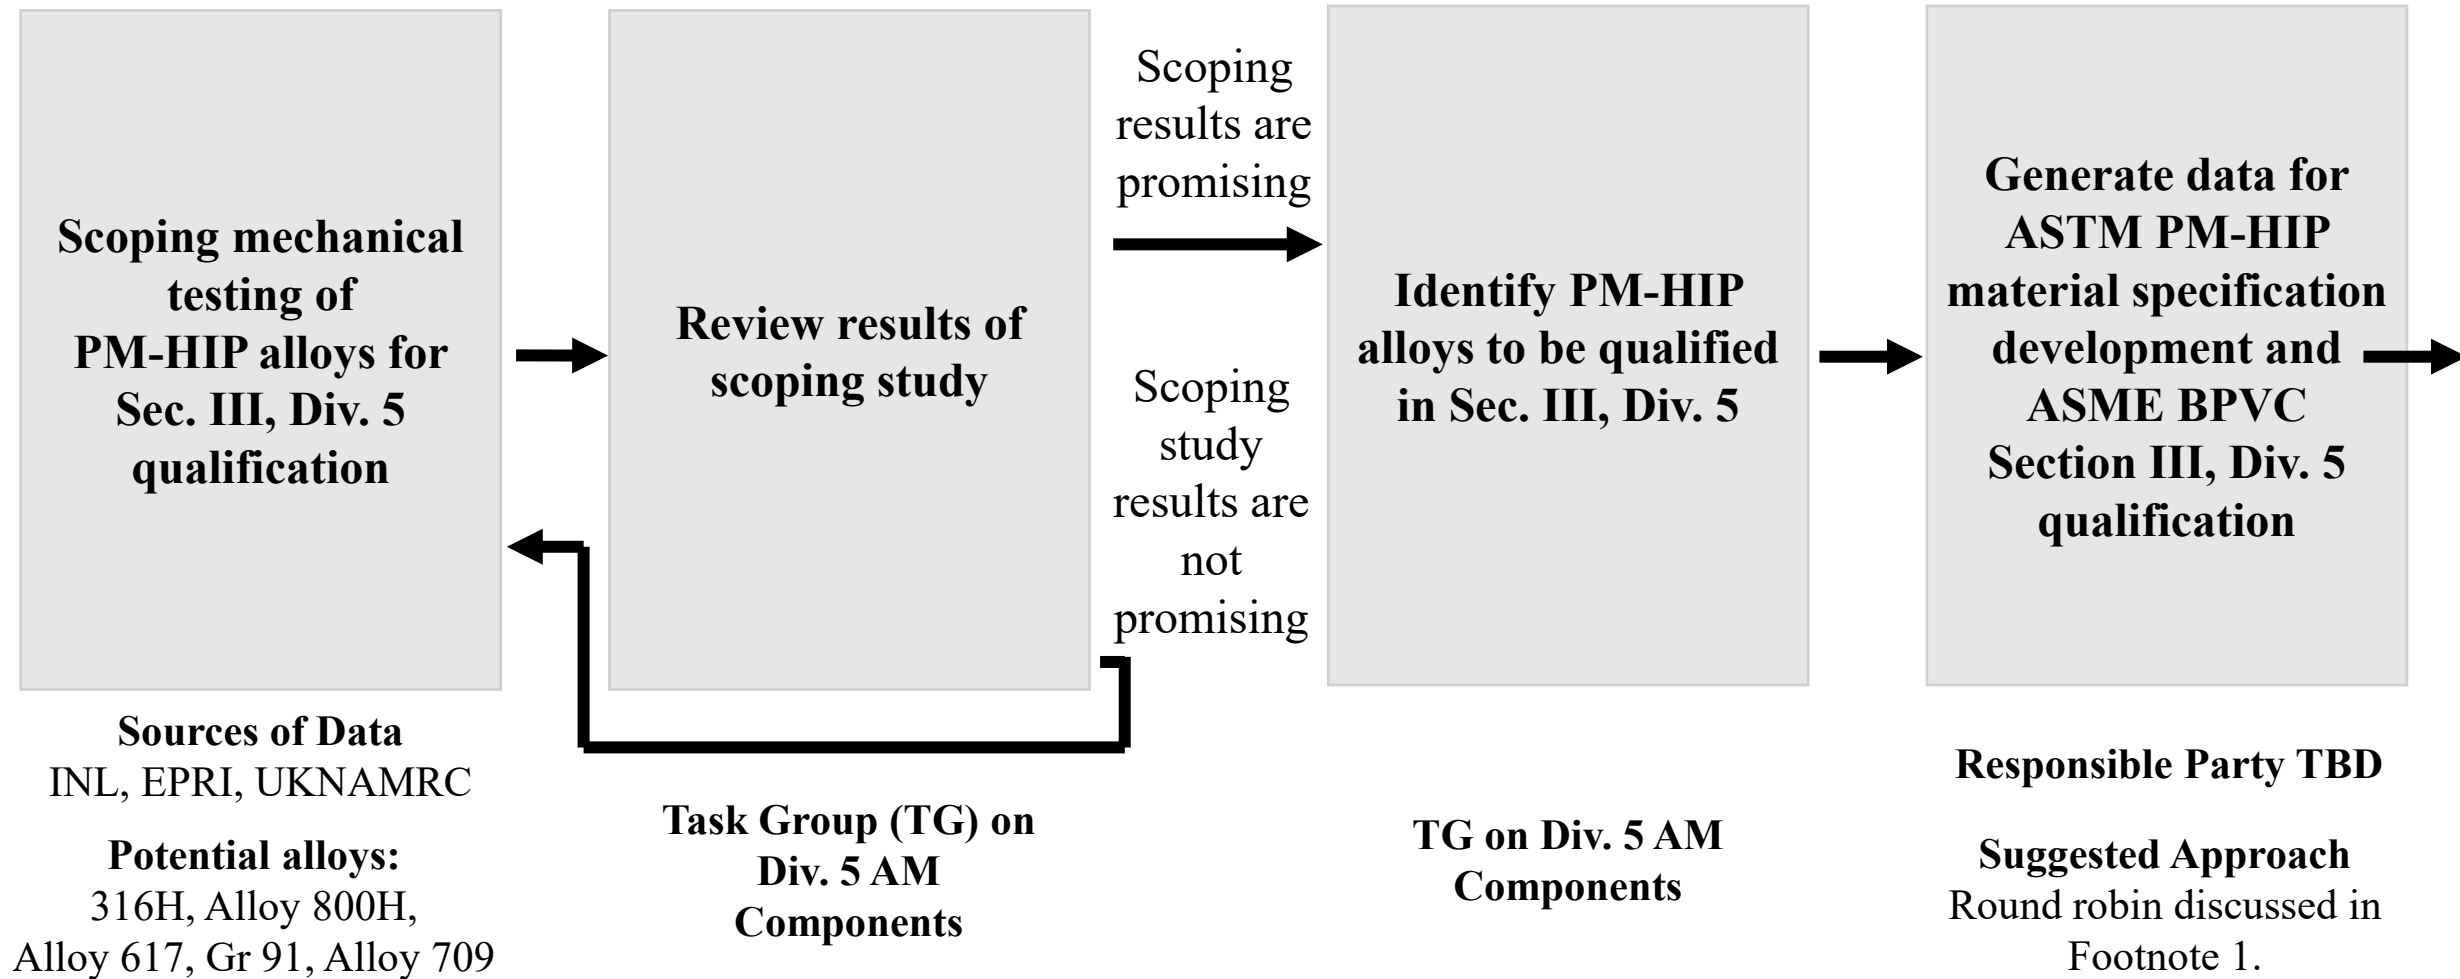 Scoping mechanical
testing of
PM-HIP alloys for
Sec. III, Div. 5
qualification
Sources of Data
INL, EPRI, UKNAMRC
Potential alloys:
316H, Alloy 800H,
Alloy 617, Gr 91, Alloy 709
Review results of
scoping study
Task Group (TG) on
Div. 5 AM
Components
Scoping
results are
promising
Scoping
study
results are
not
promising
Identify PM-HIP
alloys to be qualified
in Sec. III, Div. 5
TG on Div. 5 AM
Components
Generate data for
ASTM PM-HIP
material specification
development and
ASME BPVC
Section III, Div. 5
qualification
Responsible Party TBD
Suggested Approach
Round robin discussed in
Footnote 1.